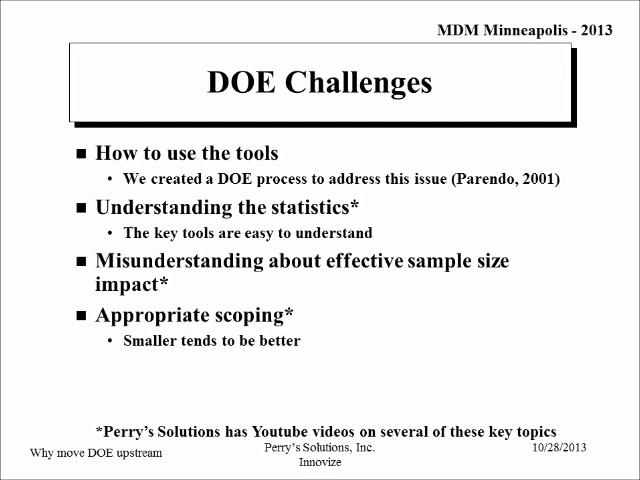 MDM Minneapolis - 2013
DOE Challenges
■ How to use the tools
• We created a DOE process to address this issue (Parendo, 2001)
■ Understanding the statistics*
• The key tools are easy to understand
■ Misunderstanding about effective sample size
impact*
■ Appropriate scoping*
• Smaller tends to be better
*Perry's Solutions has Youtube videos on several of these key topics
Why move DOE upstream
Perry's Solutions, Inc.
Innovize
10/28/2013